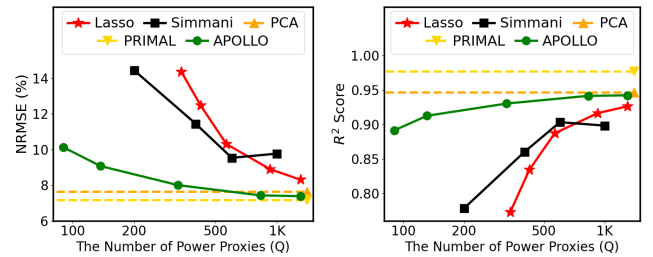 Lasso Simmani PCA
PRIMAL APOLLO
NRMSE (%)
14
12
10
8
6
100 200 500 1K
The Number of Power Proxies (Q)
Lasso Simmani PCA
PRIMAL APOLLO
R² Score
1.00
0.95
0.90
0.85
0.80
100 200 500 1K
The Number of Power Proxies (Q)